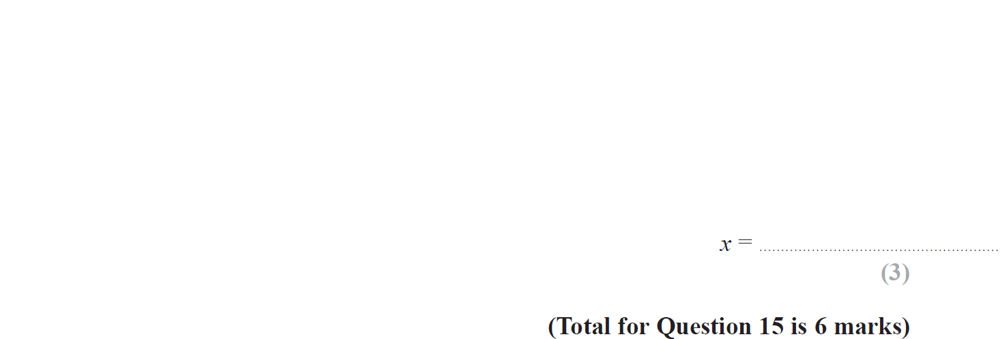 x = ......................................................
(3)
(Total for Question 15 is 6 marks)